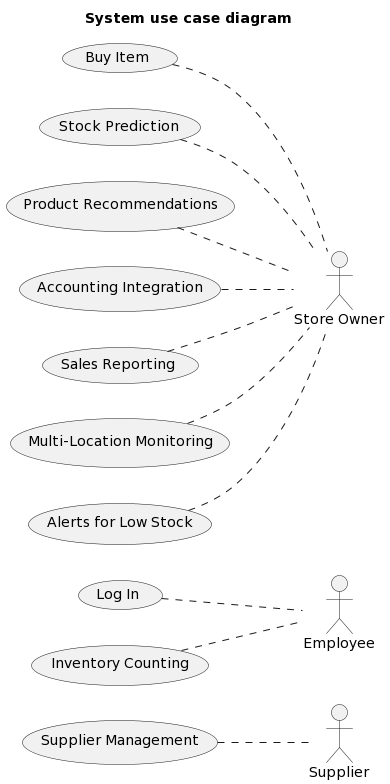 System use case diagram
Buy Item
Stock Prediction
Product Recommendations
Accounting Integration
Store Owner
Sales Reporting
Multi-Location Monitoring
Alerts for Low Stock
Log In
Employee
Inventory Counting
Supplier Management
Supplier